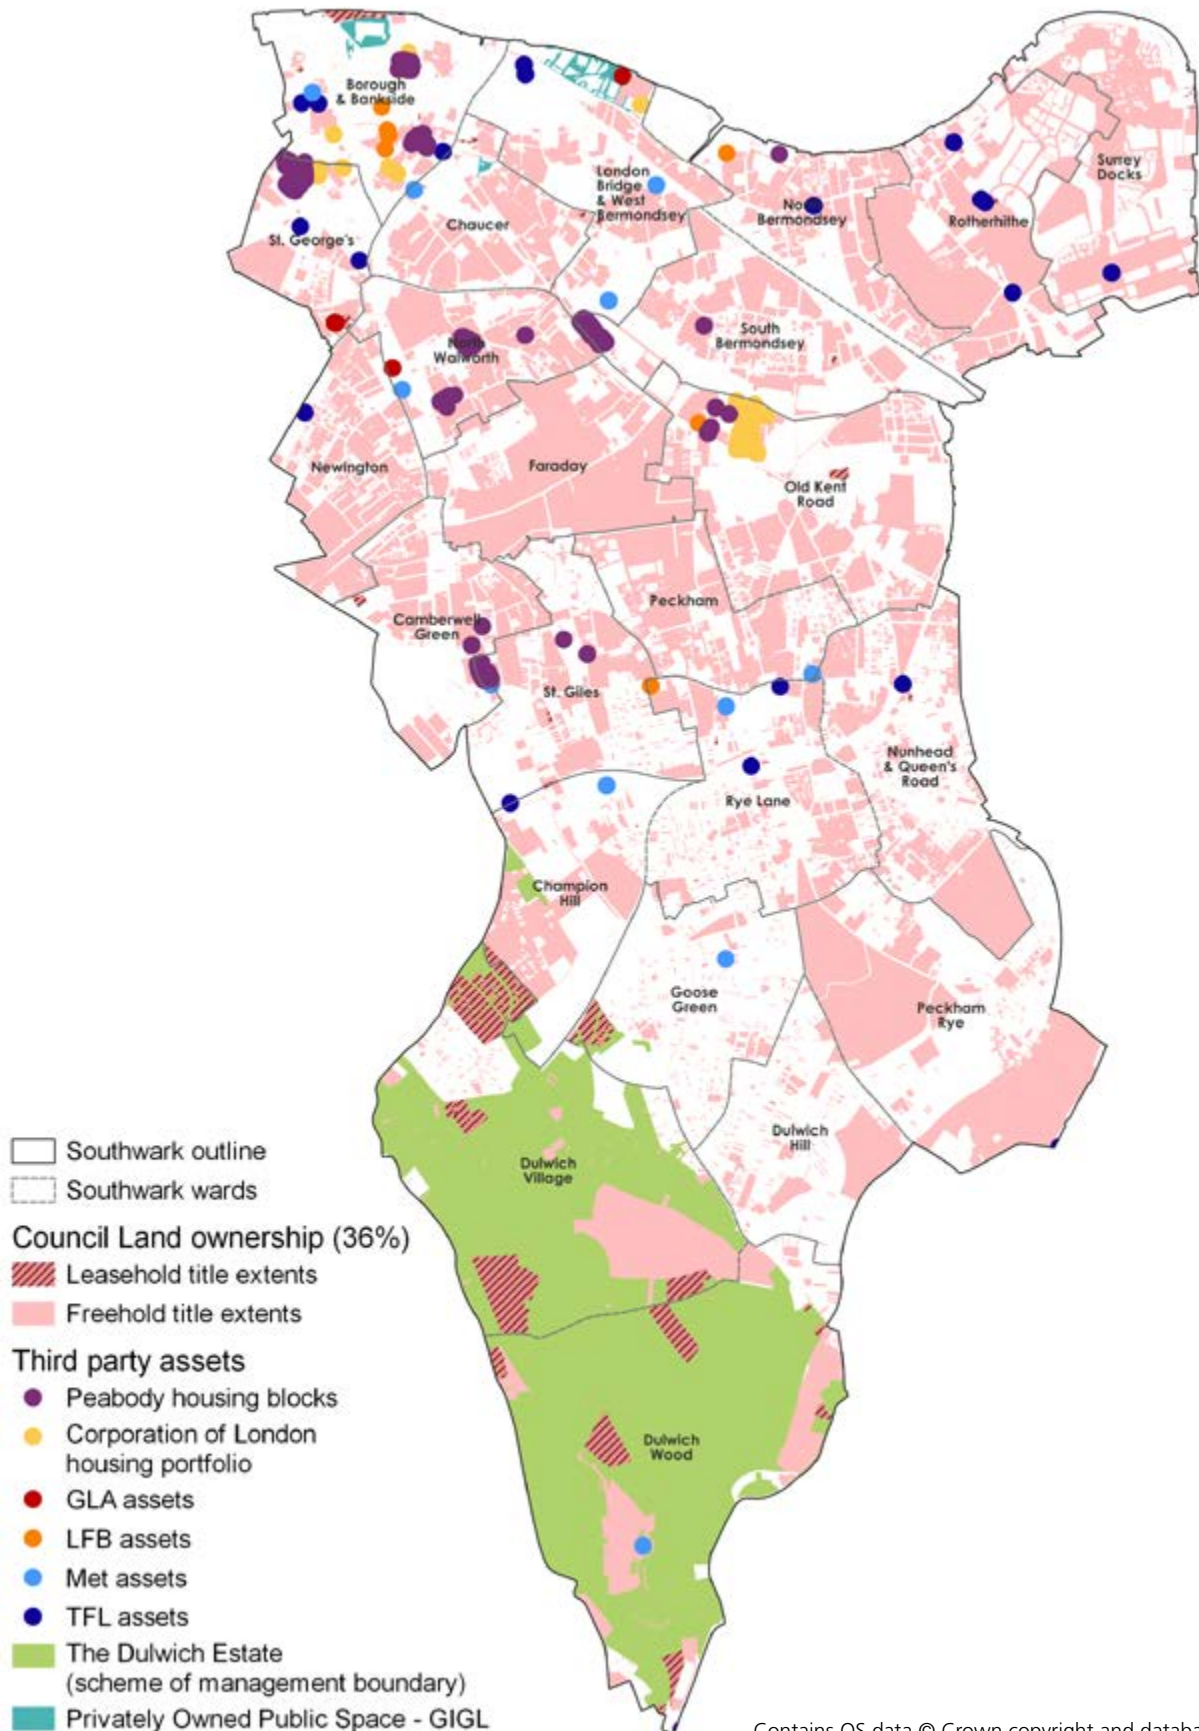 Borough
& Bankside
London
Bridge
& West
Bermondsey
Surrey
Docks
Rotherhithe
Bermondsey
Chaucer
St. George's
South
Bermondsey
North
Walworth
Newington
Faraday
Old Kent
Road
Peckham
Camberwell
Green
St. Giles
Nunhead
& Queen's
Road
Rye Lane
Champion
Hill
Goose
Green
Peckham
Rye
Dulwich
Hill
Dulwich
Village
Dulwich
Wood
Southwark outline
Southwark wards
Council Land ownership (36%)
Leasehold title extents
Freehold title extents
Third party assets
Peabody housing blocks
Corporation of London
housing portfolio
GLA assets
LFB assets
Met assets
TFL assets
The Dulwich Estate
(scheme of management boundary)
Privately Owned Public Space - GIGL
Contains OS data © Crown copyright and databa